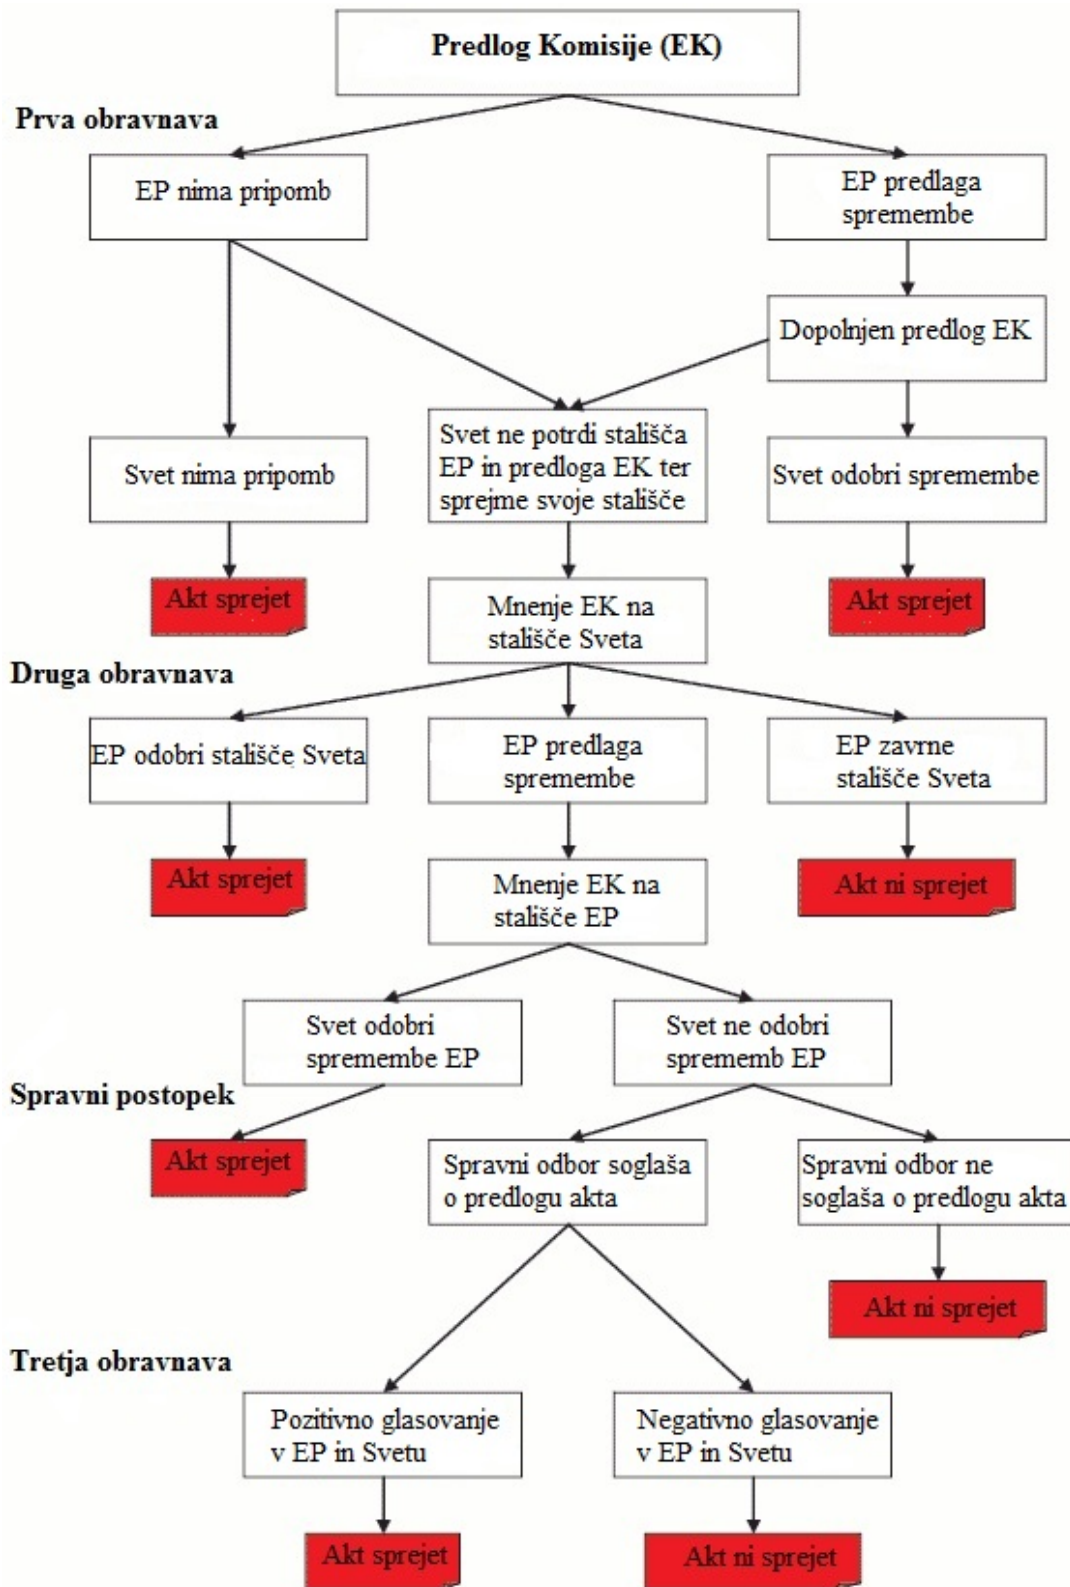 Predlog Komisije (EK)
Prva obravnava
EP nima pripomb
EP predlaga
spremembe
Dopolnjen predlog EK
Svet nima pripomb
Svet ne potrdi stališča
EP in predloga EK ter
sprejme svoje stališče
Svet odobri spremembe
Akt sprejet
Mnenje EK na
stališče Sveta
Akt sprejet
Druga obravnava
EP odobri stališče Sveta
EP predlaga
spremembe
EP zavrne
stališče Sveta
Akt sprejet
Mnenje EK na
stališče EP
Akt ni sprejet
Svet odobri
spremembe EP
Svet ne odobri
sprememb EP
Spravni postopek
Akt sprejet
Spravni odbor soglaša
o predlogu akta
Spravni odbor ne
soglaša o predlogu akta
Akt ni sprejet
Tretja obravnava
Pozitivno glasovanje
v EP in Svetu
Negativno glasovanje
v EP in Svetu
Akt sprejet
Akt ni sprejet